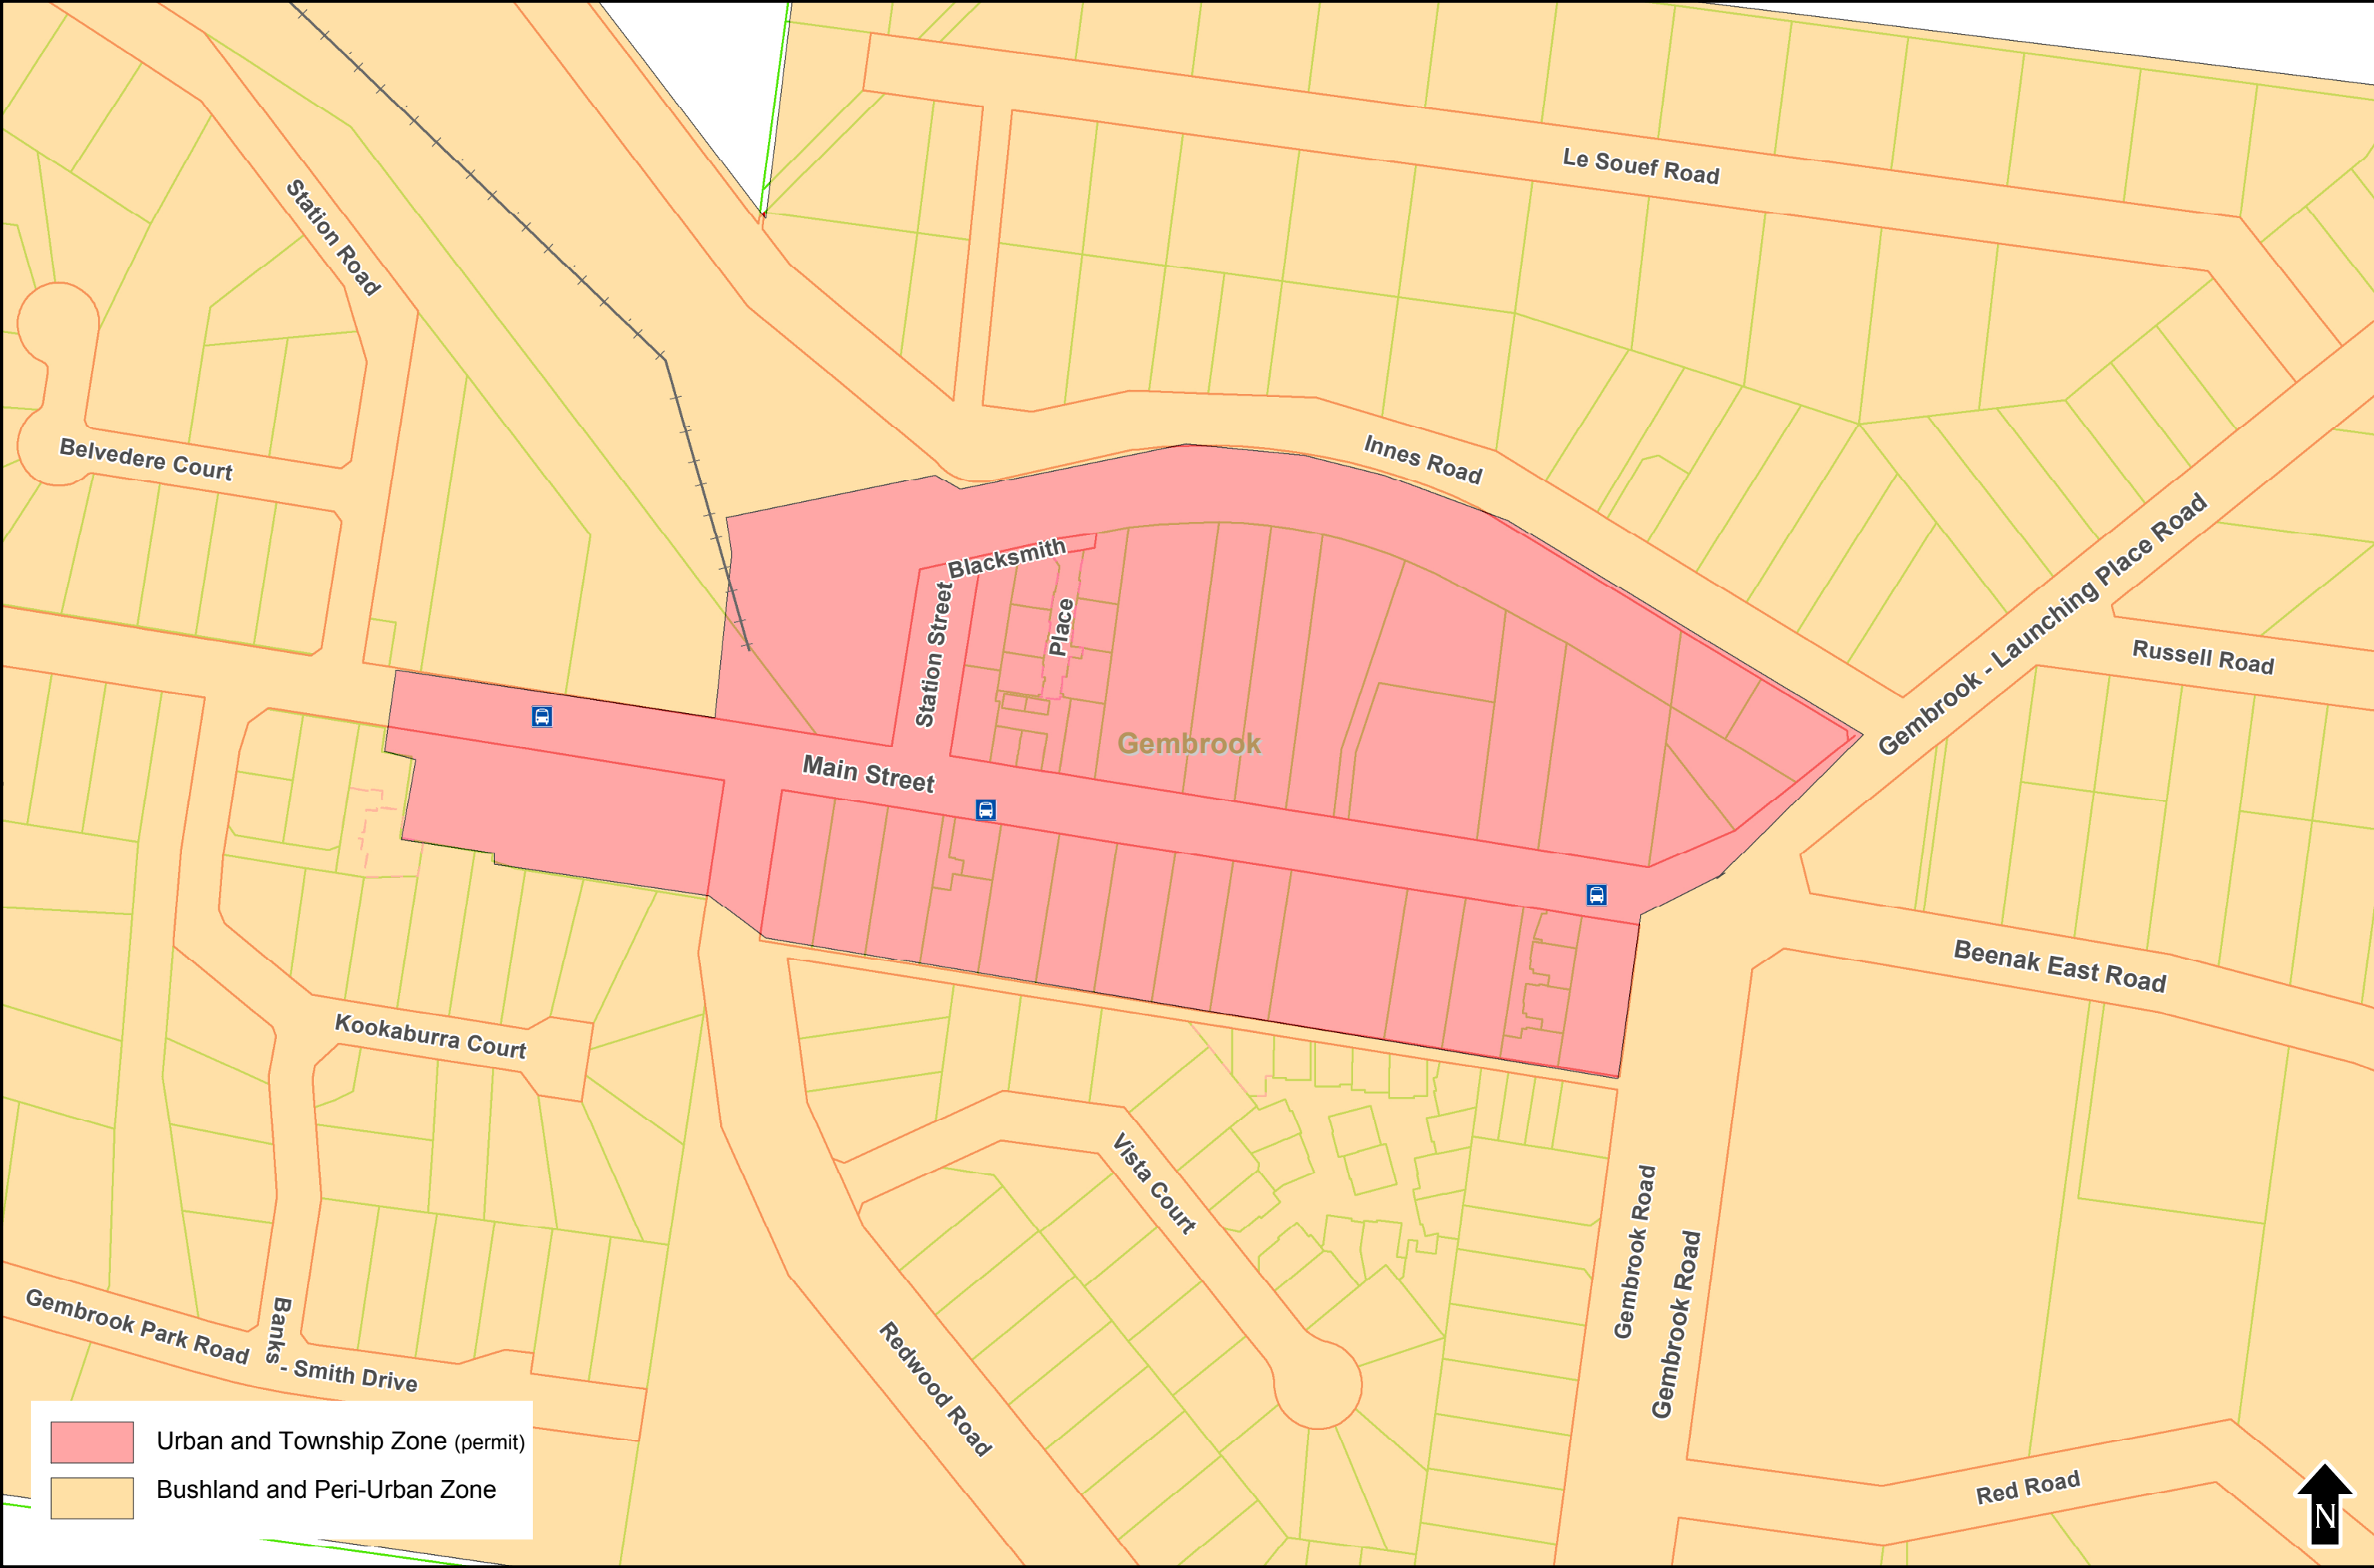 Le Souef Road
Station Road
Innes Road
Belvedere Court
Gembrook - Launching Place Road
Blacksmith
Place
Station Street
Russell Road
Gembrook
Main Street
Beenak East Road
Kookaburra Court
Vista Court
Gembrook Road
Gembrook Road
Gembrook Park Road
Banks - Smith Drive
Redwood Road
Red Road
Urban and Township Zone (permit)
Bushland and Peri-Urban Zone
N